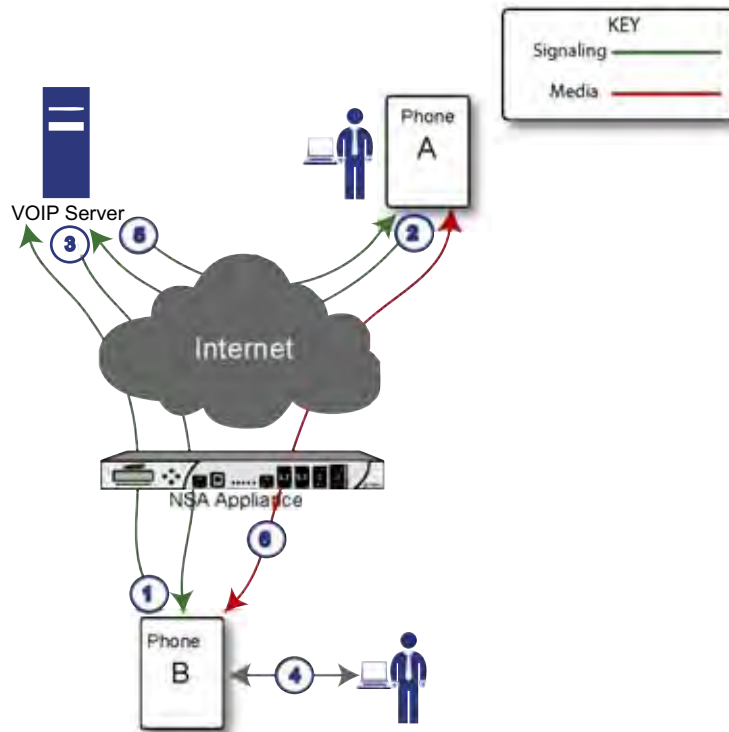 KEY
Signaling
Media
Phone
A
VOIP Server
3
5
2
Internet
NSA Appliance
6
1
Phone
B
4